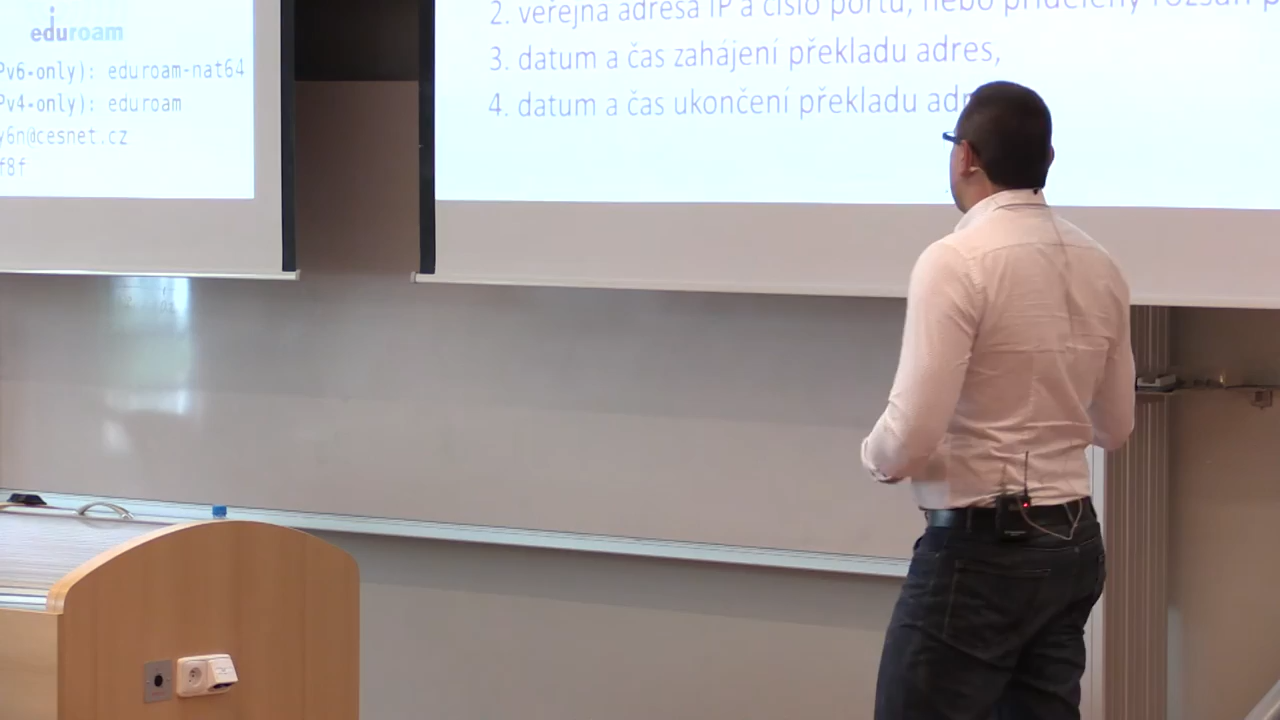 eduroam
Pv6-only): eduroam-nat64
Pv4-only): eduroam
y6n@cesnet.cz
f8f
2. veřejná adresa IP a číslo portu, nebo přidělený rozsah p
3. datum a čas zahájení překladu adres,
4. datum a čas ukončení překladu adr